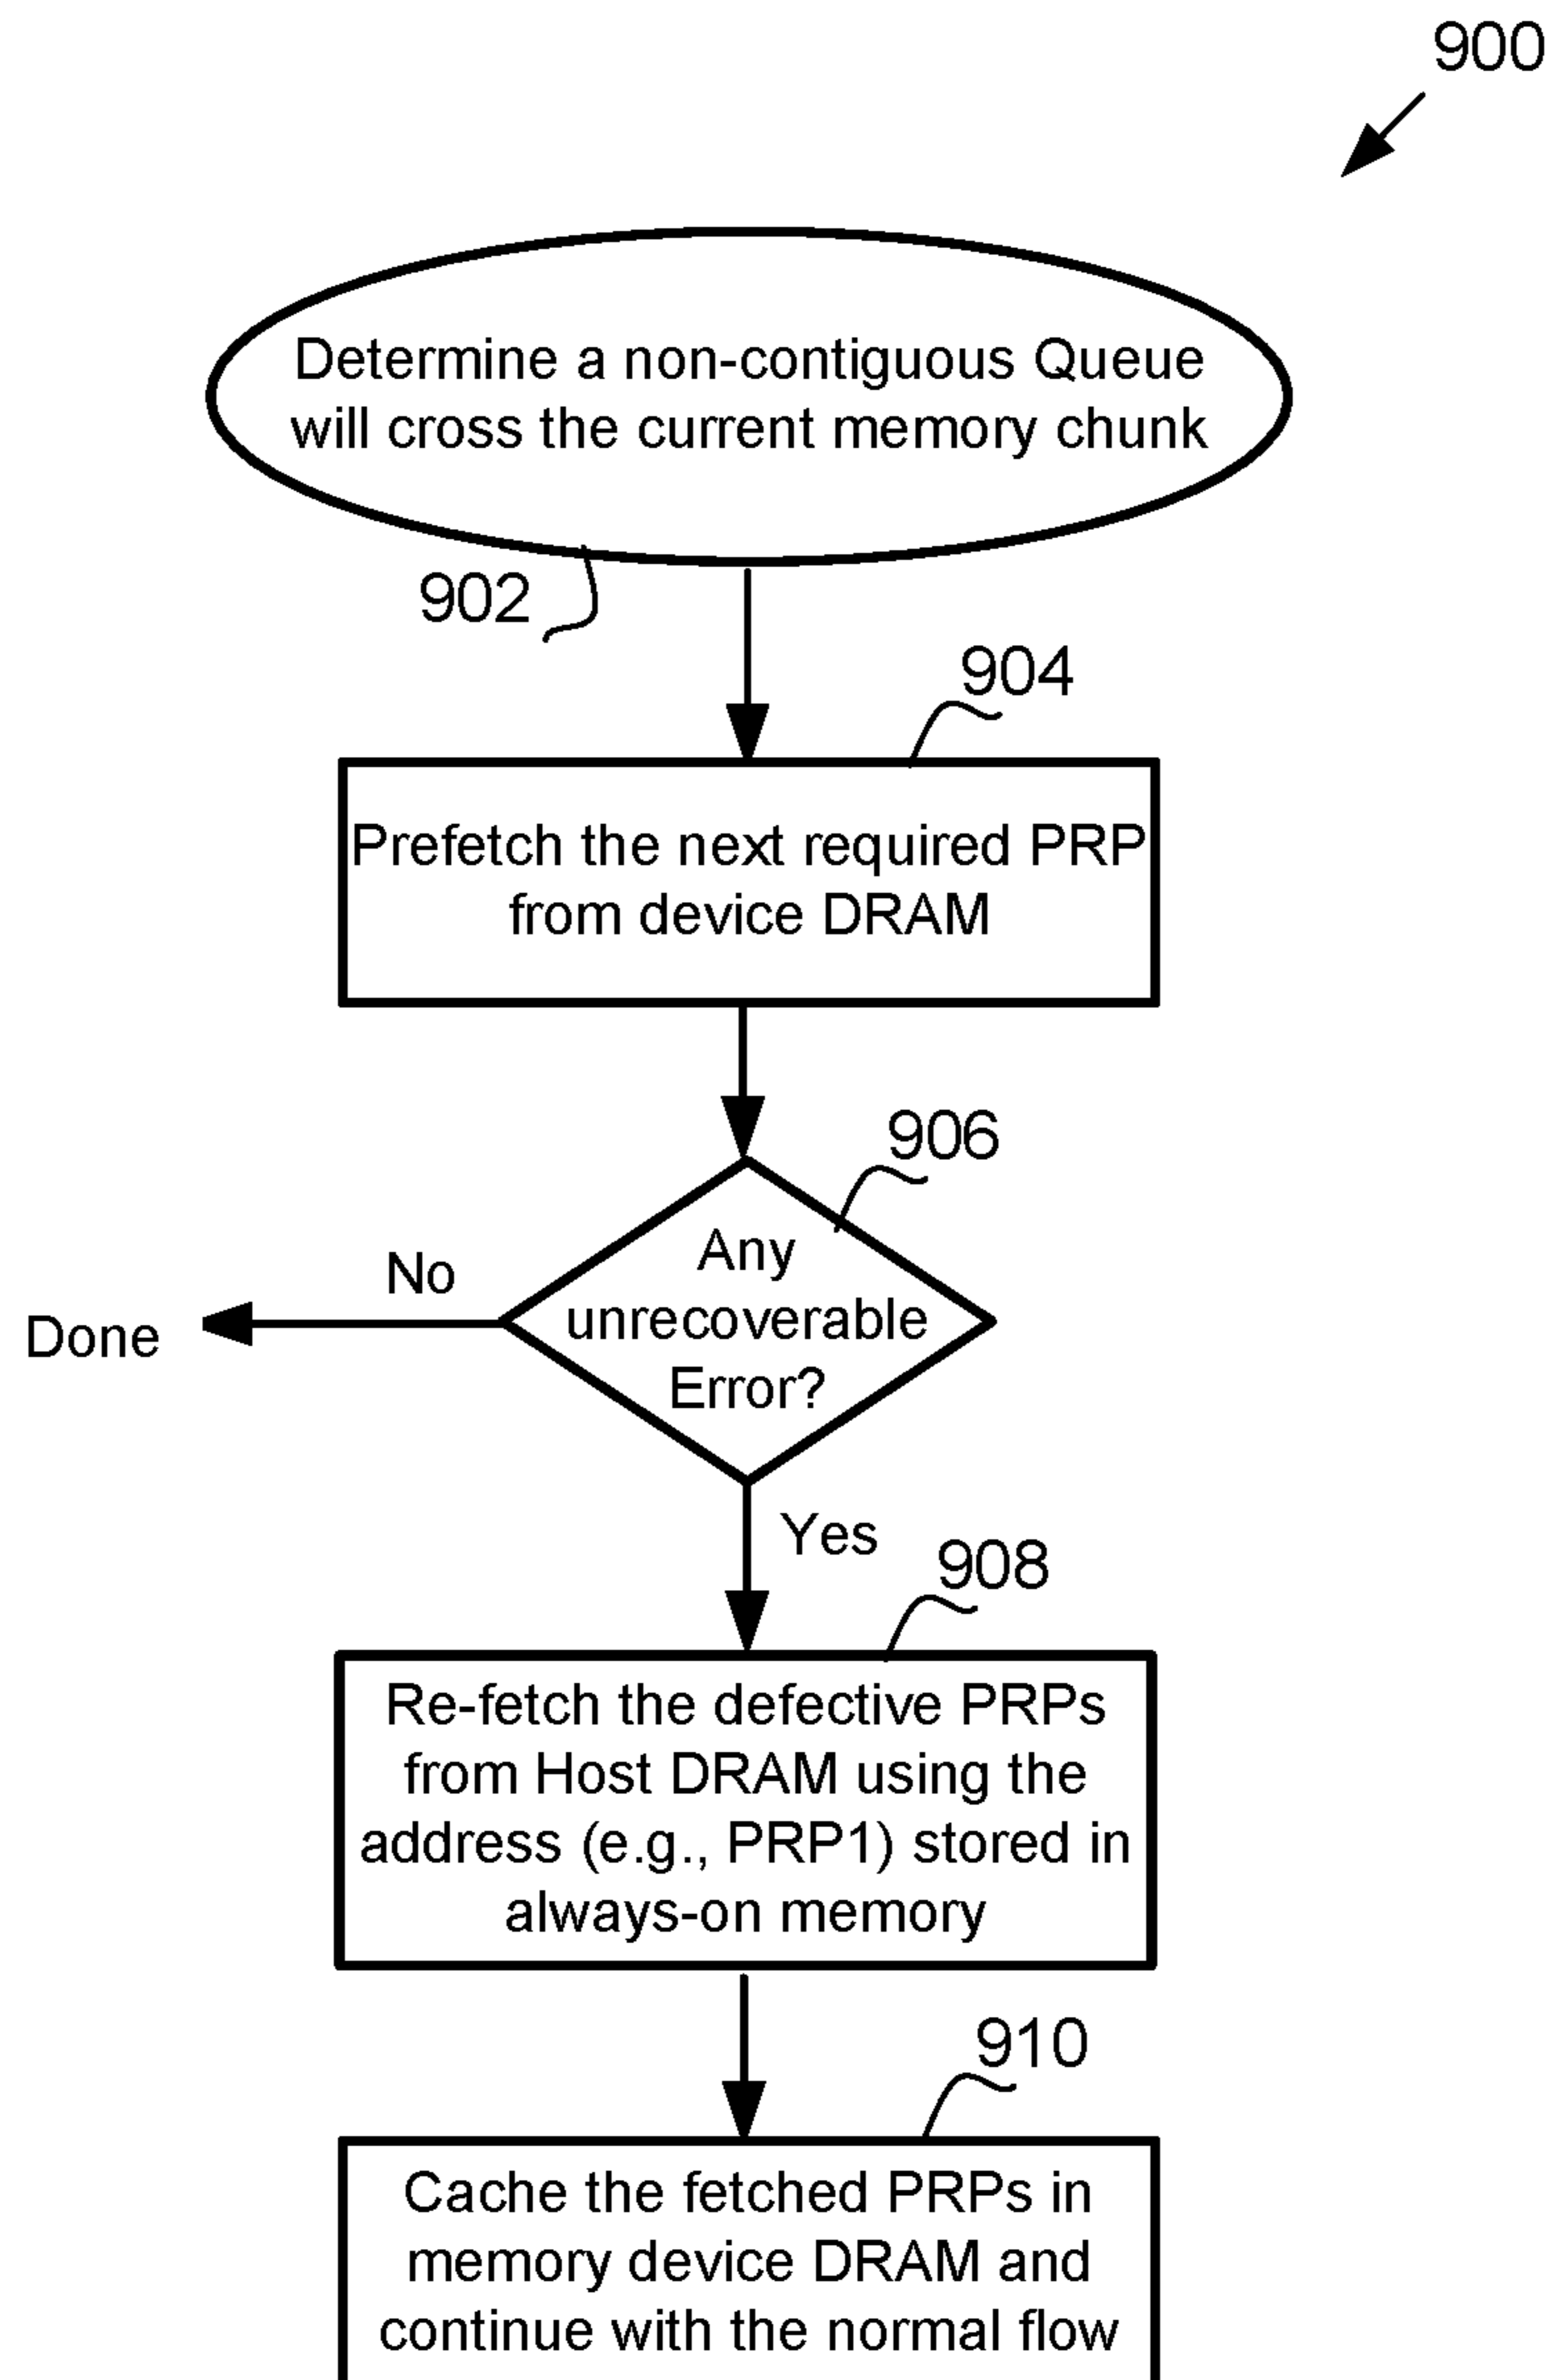 900
Determine a non-contiguous Queue
will cross the current memory chunk
902
904
Prefetch the next required PRP
from device DRAM
906
Any
unrecoverable
Error?
No
Done
Yes
908
Re-fetch the defective PRPs
from Host DRAM using the
address (e.g., PRP1) stored in
always-on memory
910
Cache the fetched PRPs in
memory device DRAM and
continue with the normal flow